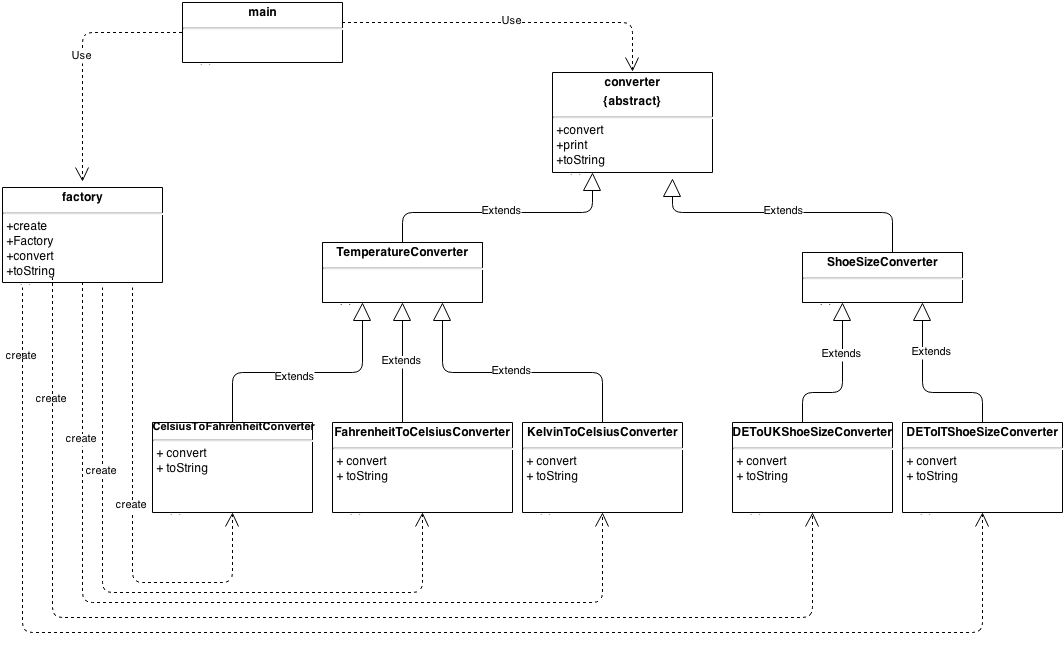 main
Use
Use
converter
{abstract}
+convert
+print
+toString
factory
+create
+Factory
+convert
+toString
Extends
Extends
TemperatureConverter
ShoeSizeConverter
create
Extends
Extends
Extends
Extends
Extends
create
create
create
create
CelsiusToFahrenheitConverter
+ convert
+ toString
FahrenheitToCelsiusConverter
+ convert
+ toString
KelvinToCelsiusConverter
+ convert
+ toString
DEToUKShoeSizeConverter
+ convert
+ toString
DEToITShoeSizeConverter
+ convert
+ toString